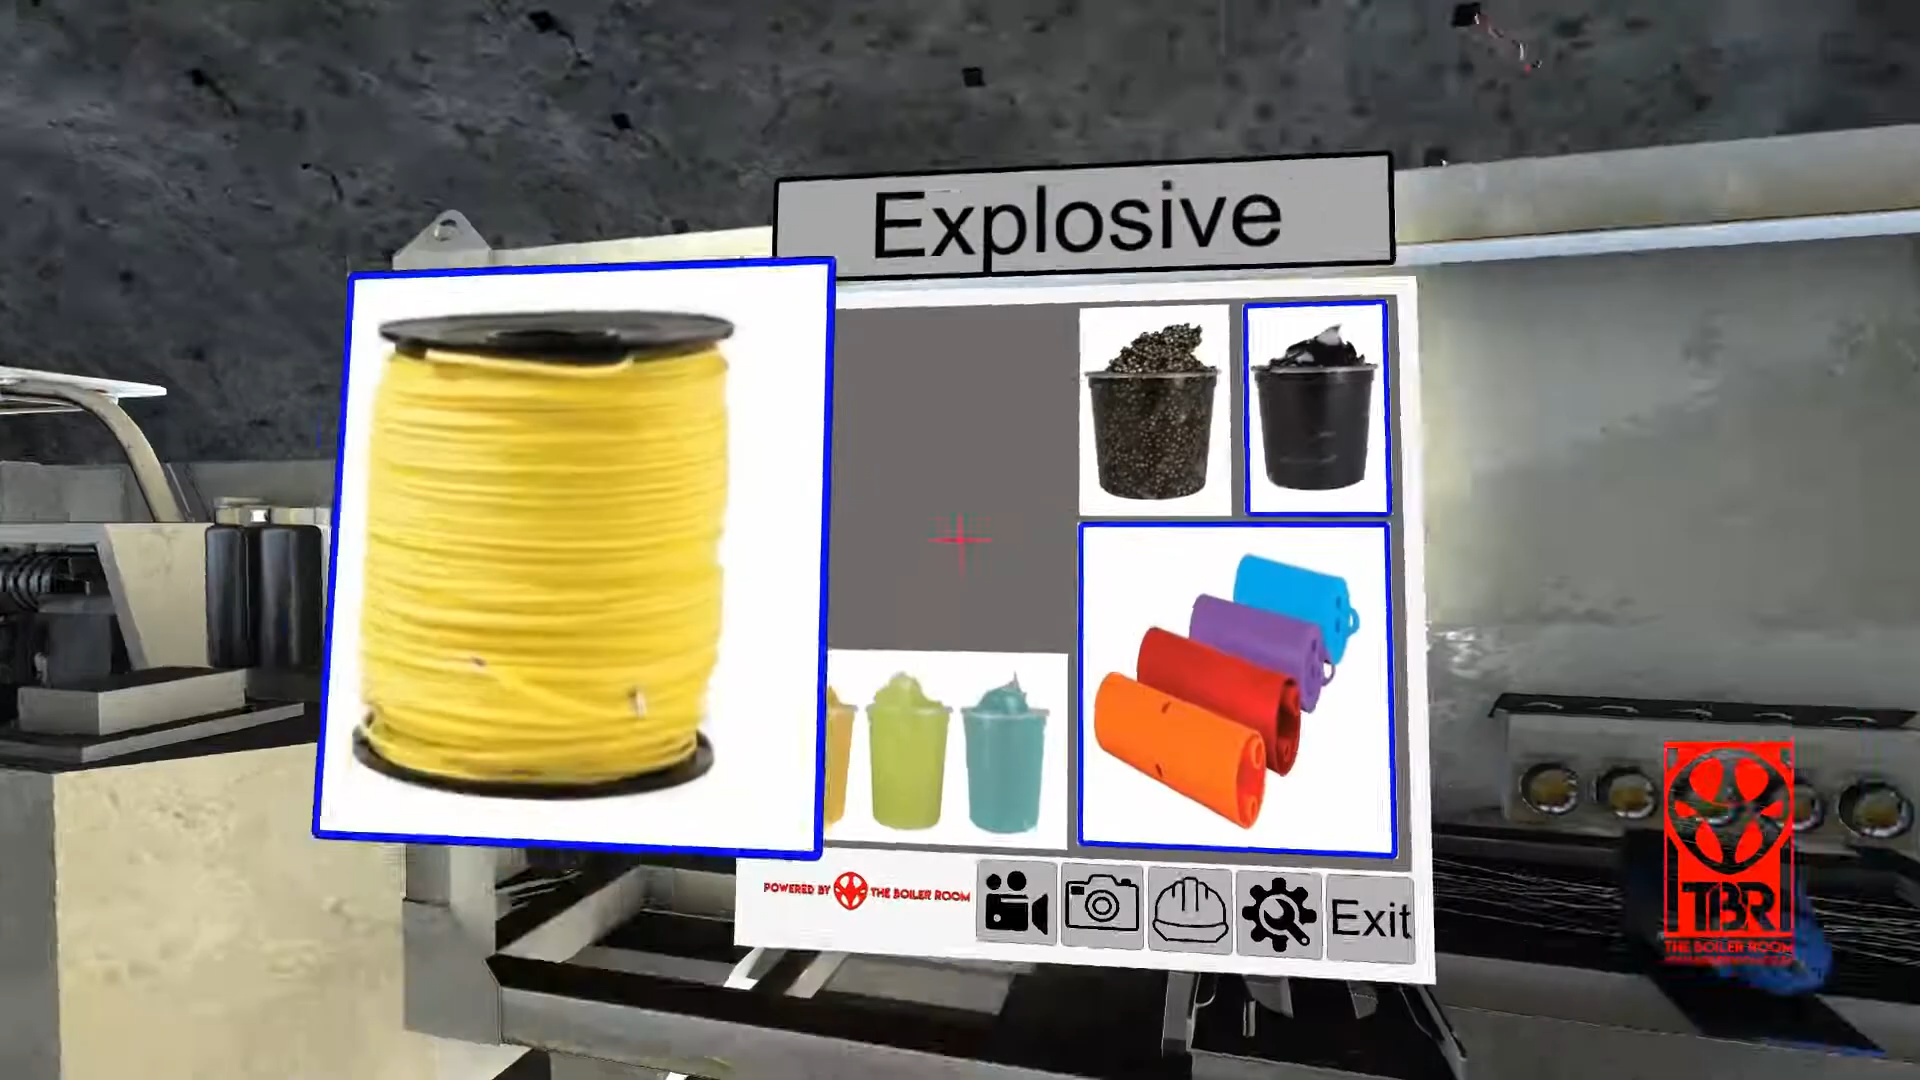 Explosive
POWERED BY THE BOILER ROOM
Exit
TBR
THE BOILER ROOM